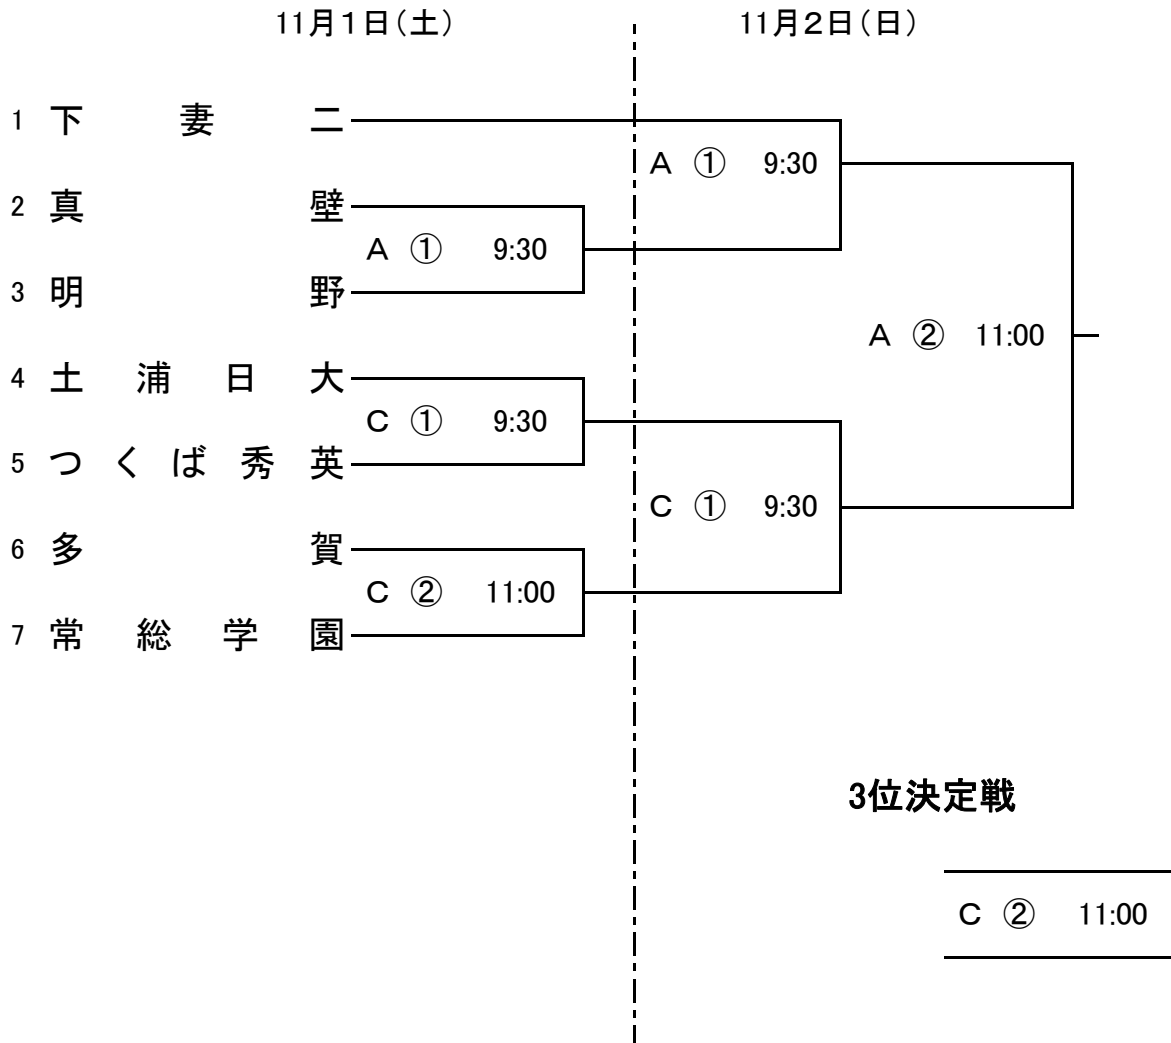 11月1日(土) 11月2日(日)
1 下妻二
A ① 9:30
2 真壁
A ① 9:30
3 明野
A ② 11:00
4 土浦日大
C ① 9:30
5 つくば秀英
C ① 9:30
6 多賀
C ② 11:00
7 常総学園
3位決定戦
C ② 11:00